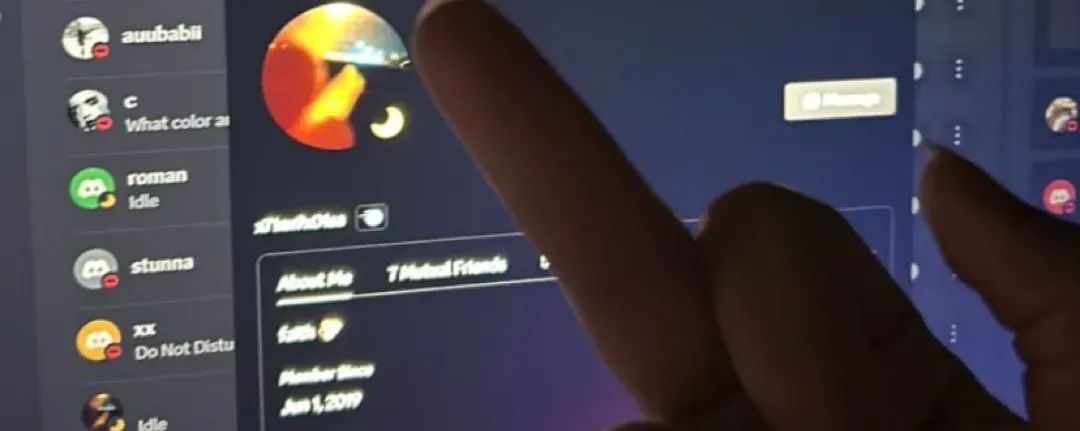 auubabii
c
What color a
roman
Idle
stunna
xx
Do Not Distu
Idle
Message
About Me
7 Mutual Friends
faith
Member Since
Jun 1, 2019